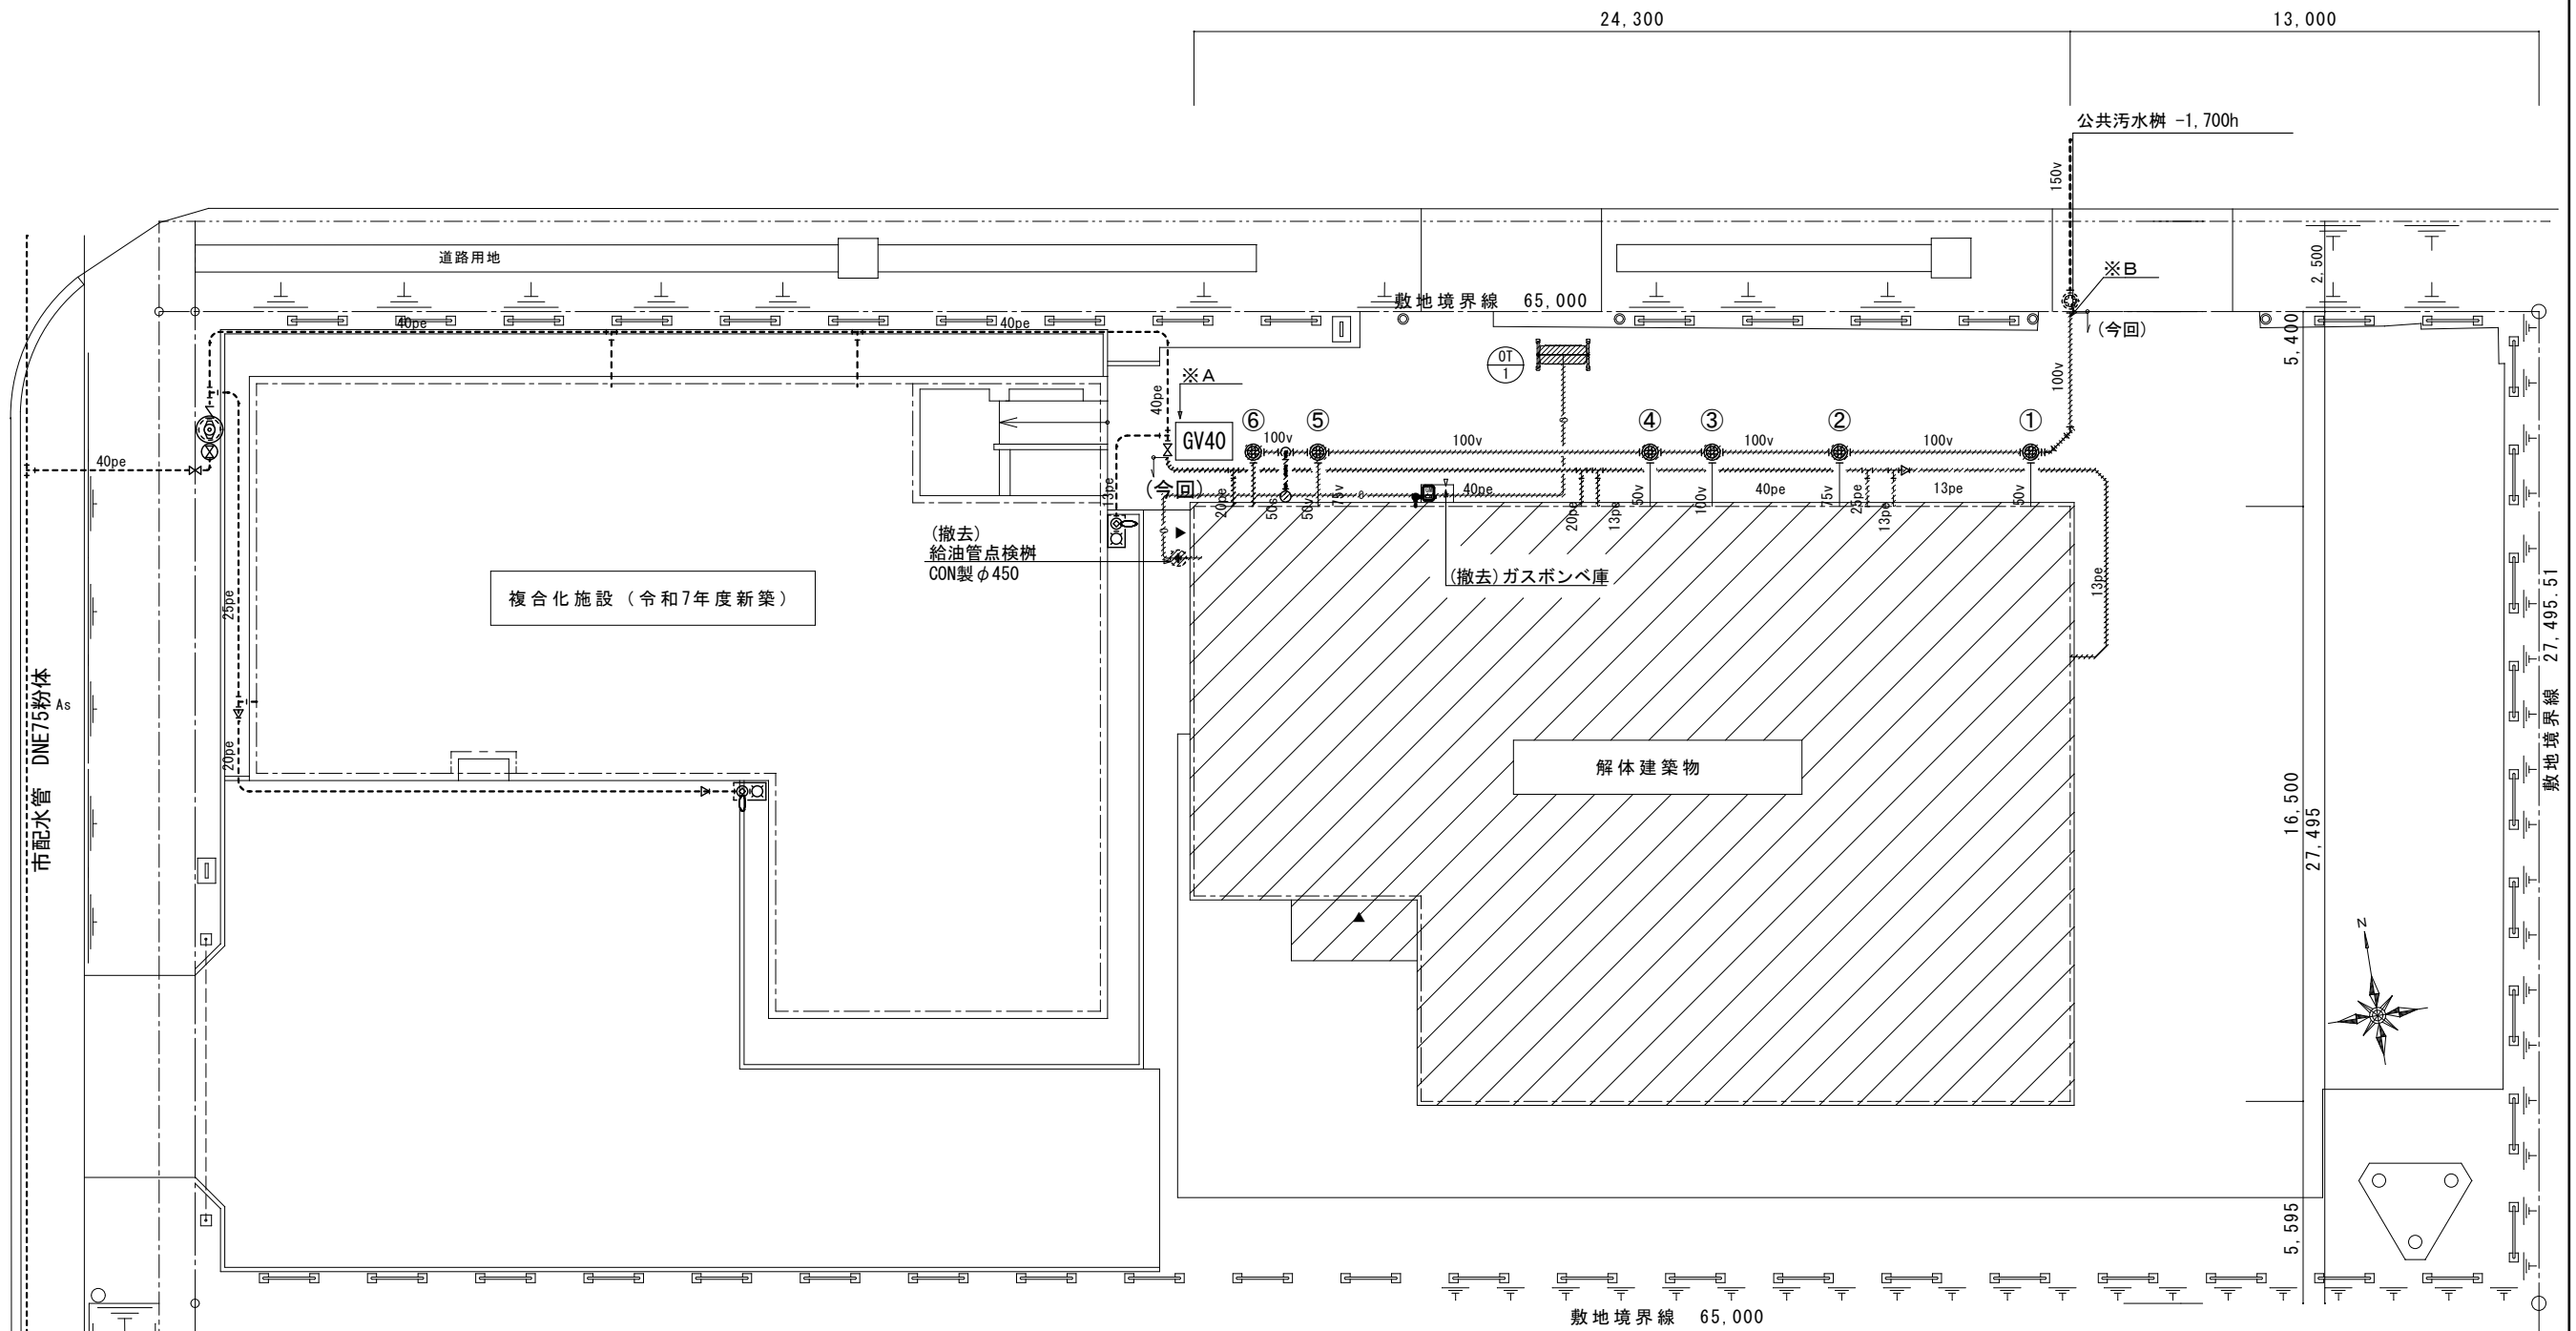 24,300
13,000
公共汚水桝 -1,700h
150v
道路用地
※B
2,500
敷地境界線 65,000
(今回)
40pe
40pe
OT
1
5,400
※A
40pe
100v
GV40
⑥
⑤
④
③
②
①
100v
100v
100v
100v
40pe
(今回)
13pe
20pe
50s
50v
75v
40pe
20pe
13pe
50v
100v
40pe
75v
25pe
13pe
13pe
50v
(撤去)
給油管点検桝
CON製φ450
(撤去)ガスボンベ庫
複合化施設（令和7年度新築）
25pe
13pe
敷地境界線 27,495.51
市配水管 DNE75粉体
As
20pe
解体建築物
16,500
27,495
N
5,595
敷地境界線 65,000